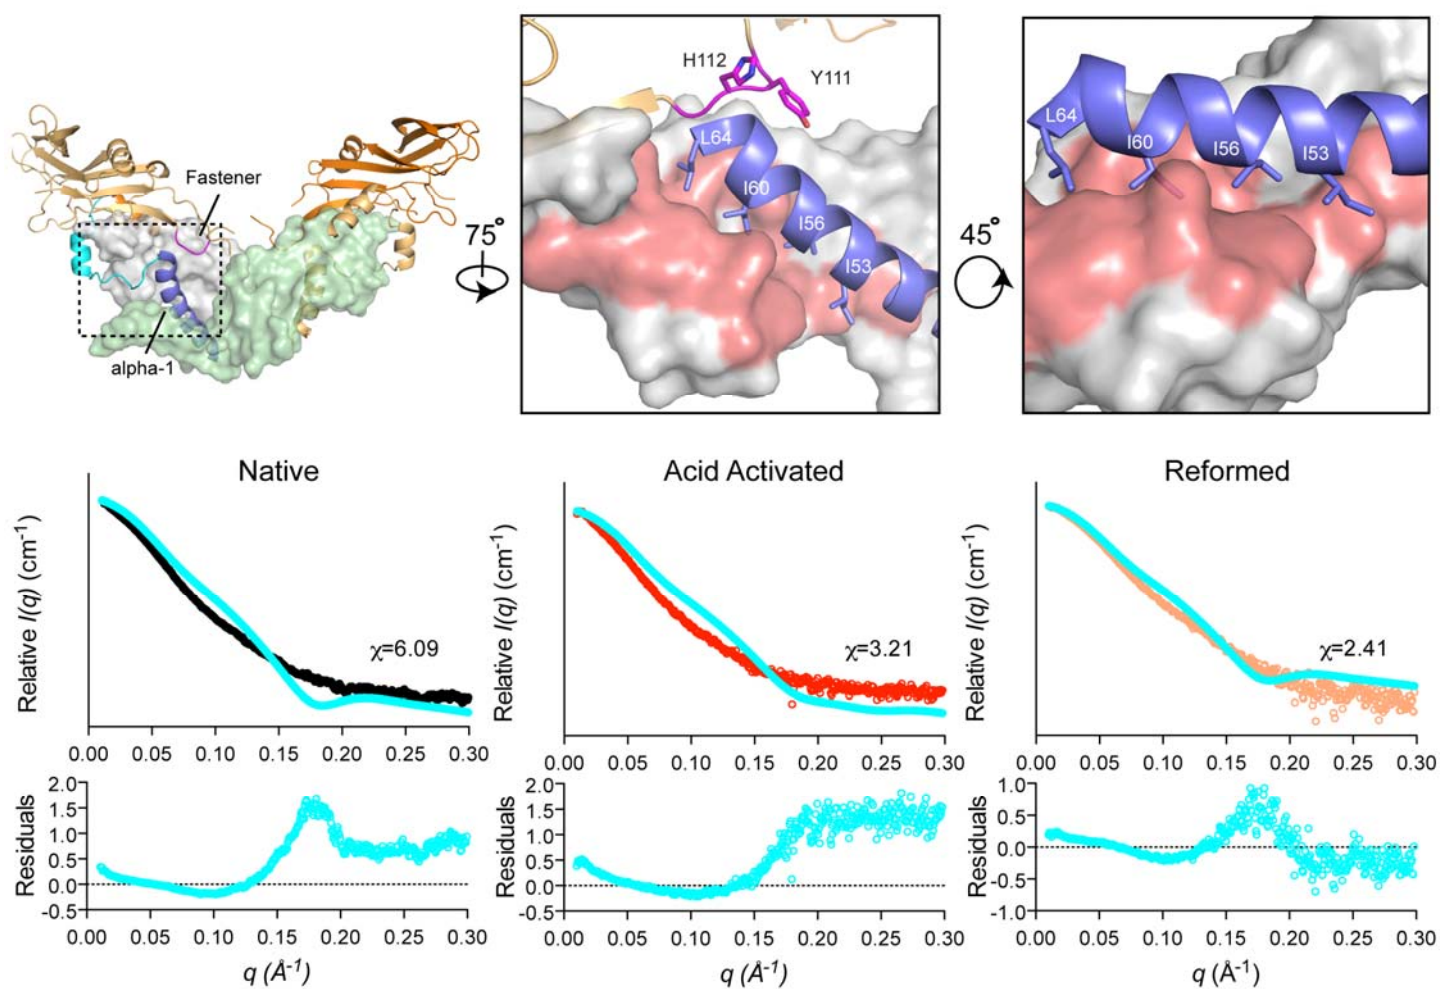 Fastener
alpha-1
75°
H112
Y111
L64
I60
I56
I53
45°
L64
I60
I56
I53
Native
Relative I(q) (cm-1)
χ=6.09
0.00 0.05 0.10 0.15 0.20 0.25 0.30
Residuals
2.0
1.5
1.0
0.5
0.0
-0.5
0.00 0.05 0.10 0.15 0.20 0.25 0.30
q (Å-1)
Acid Activated
Relative I(q) (cm-1)
χ=3.21
0.00 0.05 0.10 0.15 0.20 0.25 0.30
Residuals
2.0
1.5
1.0
0.5
0.0
-0.5
0.00 0.05 0.10 0.15 0.20 0.25 0.30
q (Å-1)
Reformed
Relative I(q) (cm-1)
χ=2.41
0.00 0.05 0.10 0.15 0.20 0.25 0.30
Residuals
1.0
0.5
0.0
-0.5
-1.0
0.00 0.05 0.10 0.15 0.20 0.25 0.30
q (Å-1)